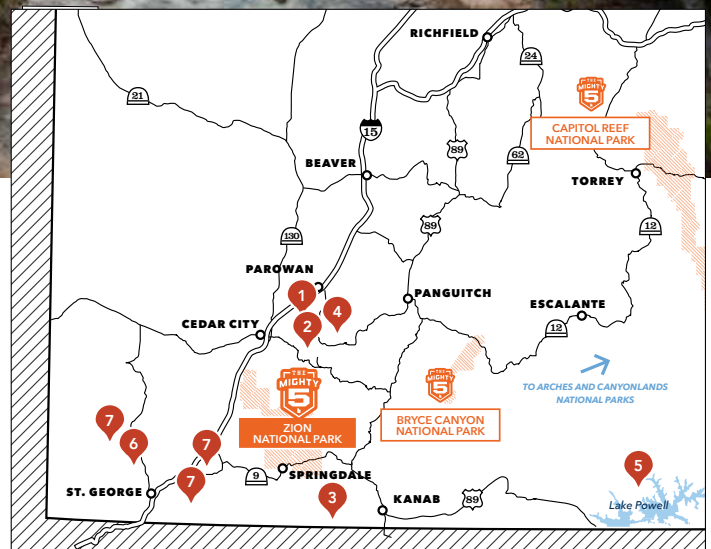 RICHFIELD
24
21
THE
MIGHTY
5
CAPITOL REEF
NATIONAL PARK
15
89
62
BEAVER
TORREY
12
89
130
PAROWAN
1
PANGUITCH
4
ESCALANTE
2
CEDAR CITY
12
TO ARCHES AND CANYONLANDS
NATIONAL PARKS
THE
MIGHTY
5
ZION
NATIONAL PARK
THE
MIGHTY
5
BRYCE CANYON
NATIONAL PARK
7
6
7
5
9
SPRINGDALE
7
ST. GEORGE
3
KANAB
89
Lake Powell